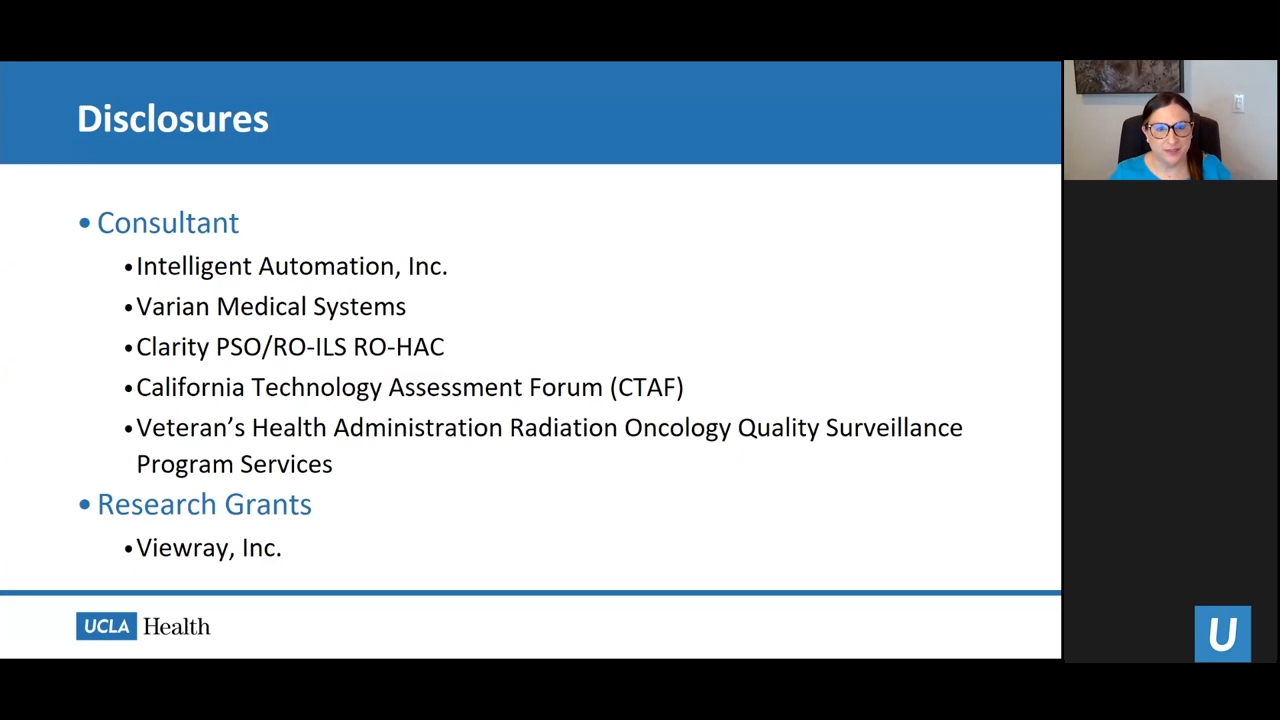 Disclosures
• Consultant
•Intelligent Automation, Inc.
•Varian Medical Systems
•Clarity PSO/RO-ILS RO-HAC
•California Technology Assessment Forum (CTAF)
•Veteran’s Health Administration Radiation Oncology Quality Surveillance
Program Services
• Research Grants
•Viewray, Inc.
UCLA Health
U